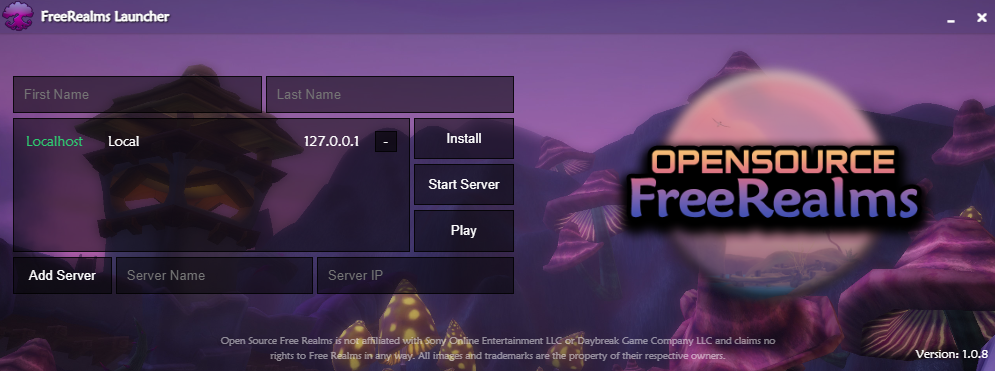 FreeRealms Launcher
First Name Last Name
Localhost Local 127.0.0.1 - Install
Start Server
Play
OPENSOURCE
FreeRealms
Add Server Server Name Server IP
Open Source Free Realms is not affiliated with Sony Online Entertainment LLC or Daybreak Game Company LLC and claims no
rights to Free Realms in any way. All images and trademarks are the property of their respective owners.
Version: 1.0.8